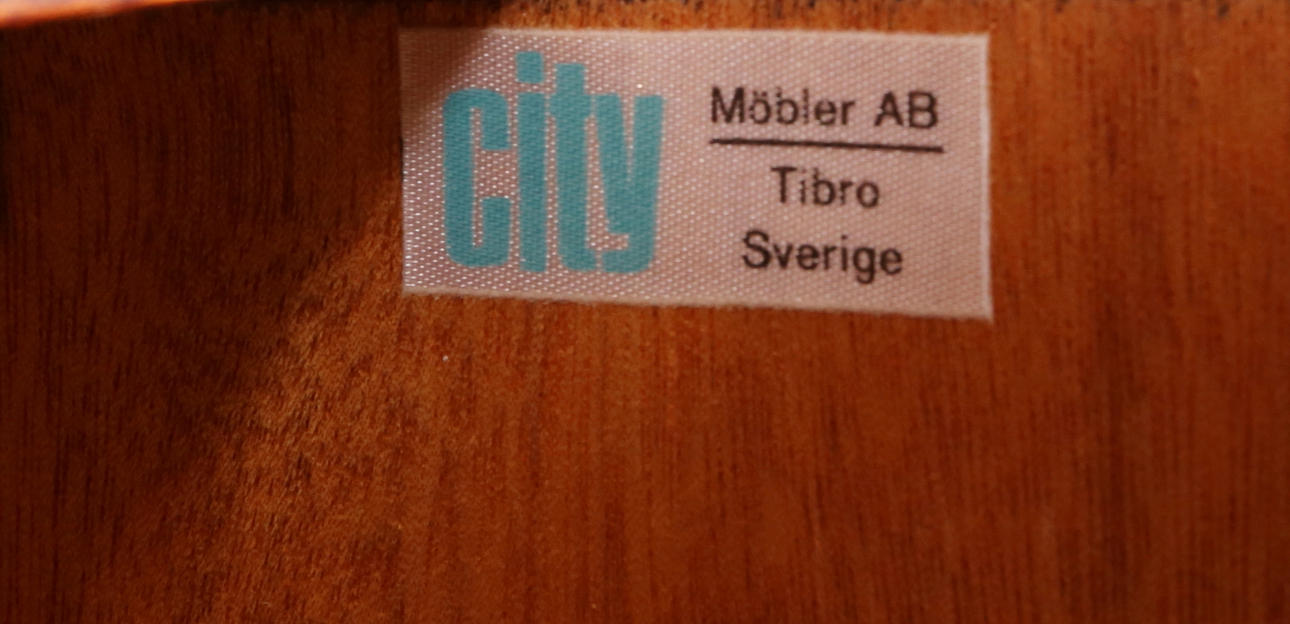 city
Möbler AB
Tibro
Sverige